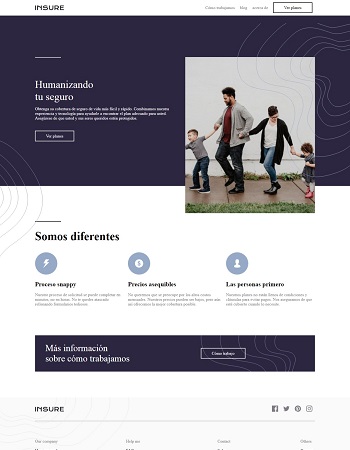 INSURE
Cómo trabajamos blog acerca de Ver planes
Humanizando
tu seguro
Obtenga su cobertura de seguro de vida más fácil y rápido. Combinamos nuestra
experiencia y tecnología para ayudarle a encontrar el plan adecuado para usted.
Asegúrese de que usted y sus seres queridos estén protegidos.
Ver planes
Somos diferentes
Proceso snappy
Nuestro proceso de solicitud se puede completar en
minutos, no en horas. No te quedes atascado
rellenando formularios tediosos
Precios asequibles
No queremos que se preocupe por los altos costos
mensuales. Nuestros precios pueden ser bajos, pero aún
así ofrecemos la mejor cobertura posible
Las personas primero
Nuestros planes no están llenos de condiciones y
cláusulas para evitar pagos. Nos aseguramos de que
esté cubierto cuando lo necesite
Más información
sobre cómo trabajamos
Cómo trabajo
INSURE
Our company Help me Contact Others